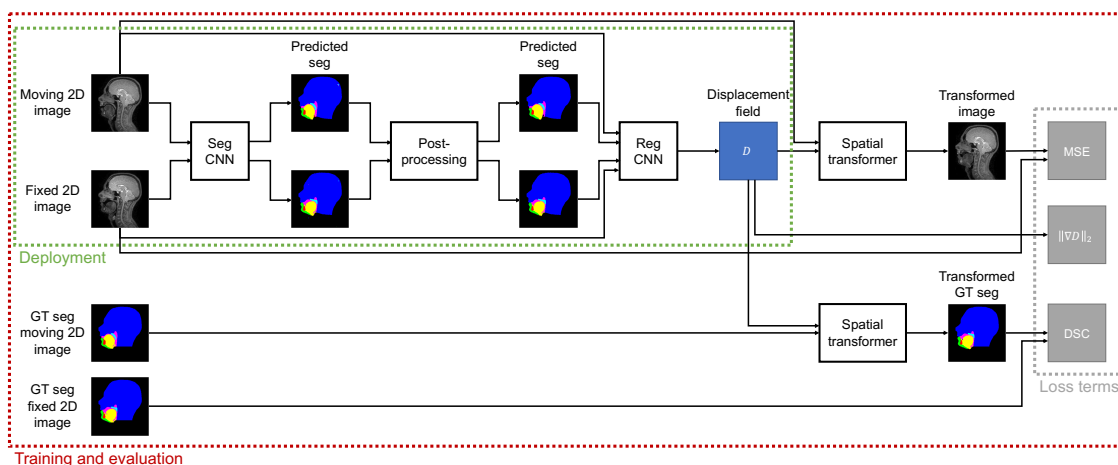 Moving 2D
image
Fixed 2D
image
Seg
CNN
Predicted
seg
Post-
processing
Predicted
seg
Reg
CNN
Displacement
field
D
Spatial
transformer
Transformed
image
MSE
‖∇D‖₂
Deployment
GT seg
moving 2D
image
GT seg
fixed 2D
image
Spatial
transformer
Transformed
GT seg
DSC
Loss terms
Training and evaluation